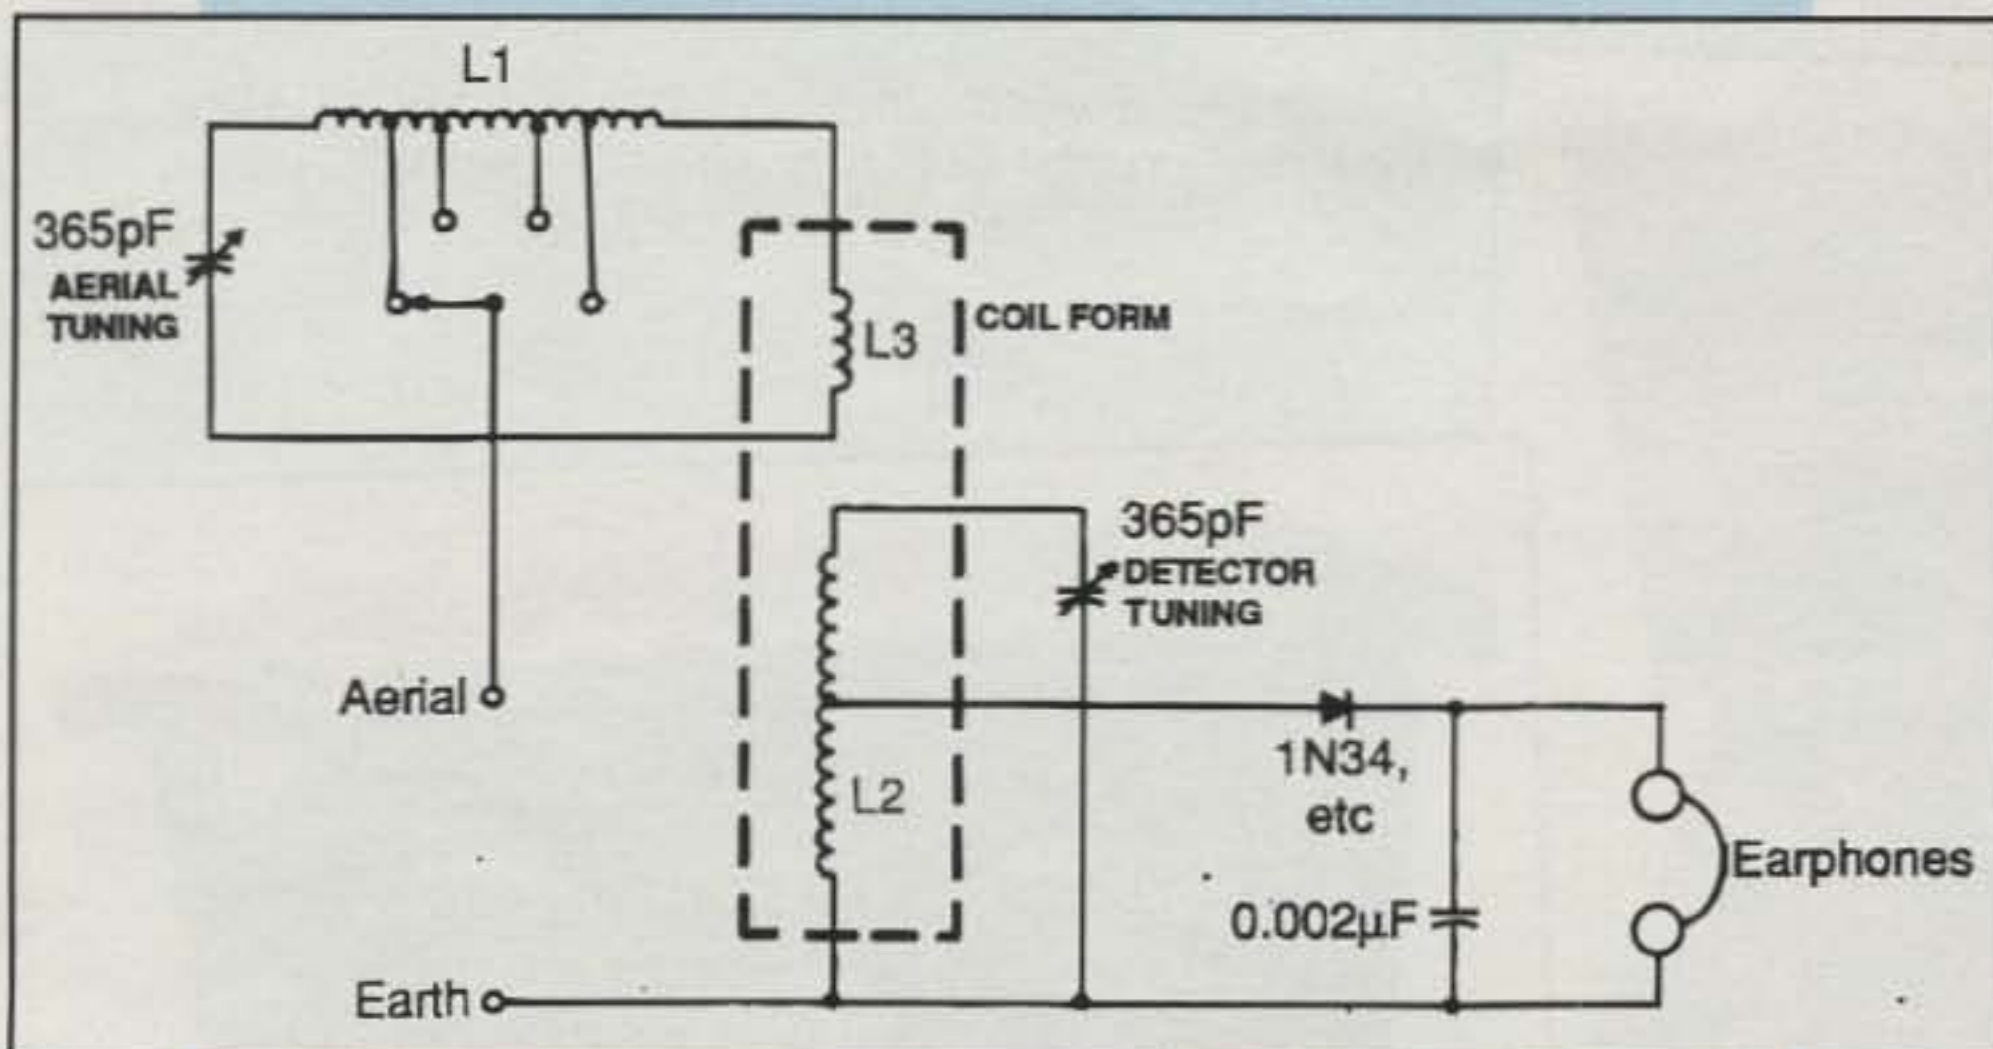 L1
365pF
AERIAL
TUNING
COIL FORM
L3
365pF
DETECTOR
TUNING
Aerial
1N34,
etc
L2
Earphones
0.002µF
Earth